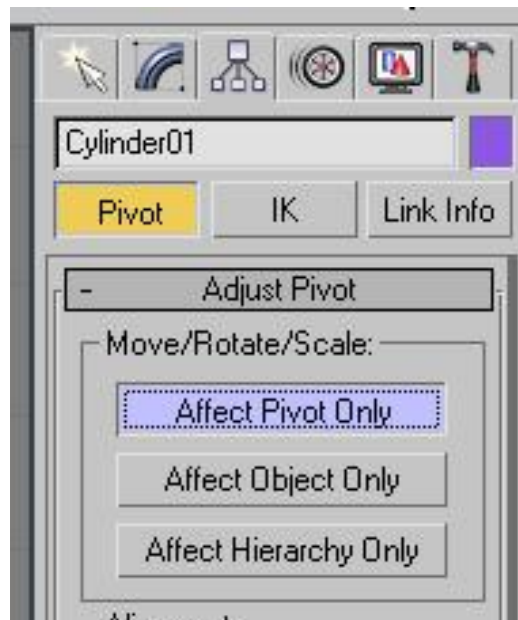 Cylinder01
Pivot IK Link Info
- Adjust Pivot
Move/Rotate/Scale:
Affect Pivot Only
Affect Object Only
Affect Hierarchy Only